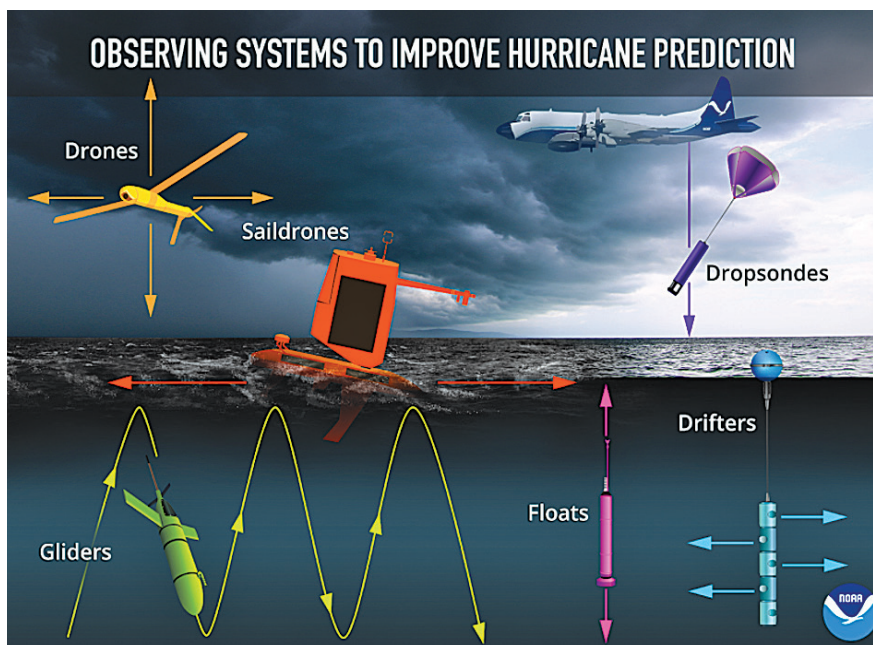 OBSERVING SYSTEMS TO IMPROVE HURRICANE PREDICTION
Drones
Saildrones
Dropsondes
Drifters
Floats
Gliders
NOAA